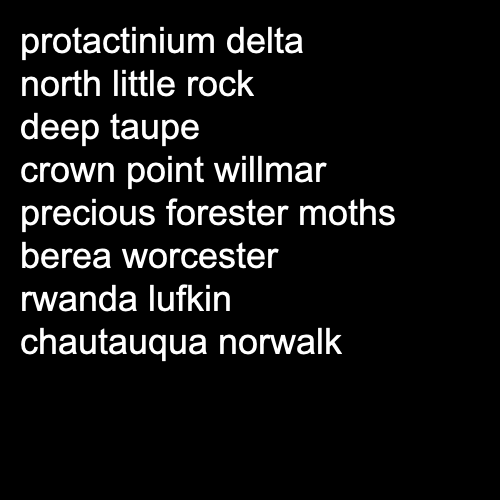 protactinium delta
north little rock
deep taupe
crown point willmar
precious forester moths
berea worcester
rwanda lufkin
chautauqua norwalk